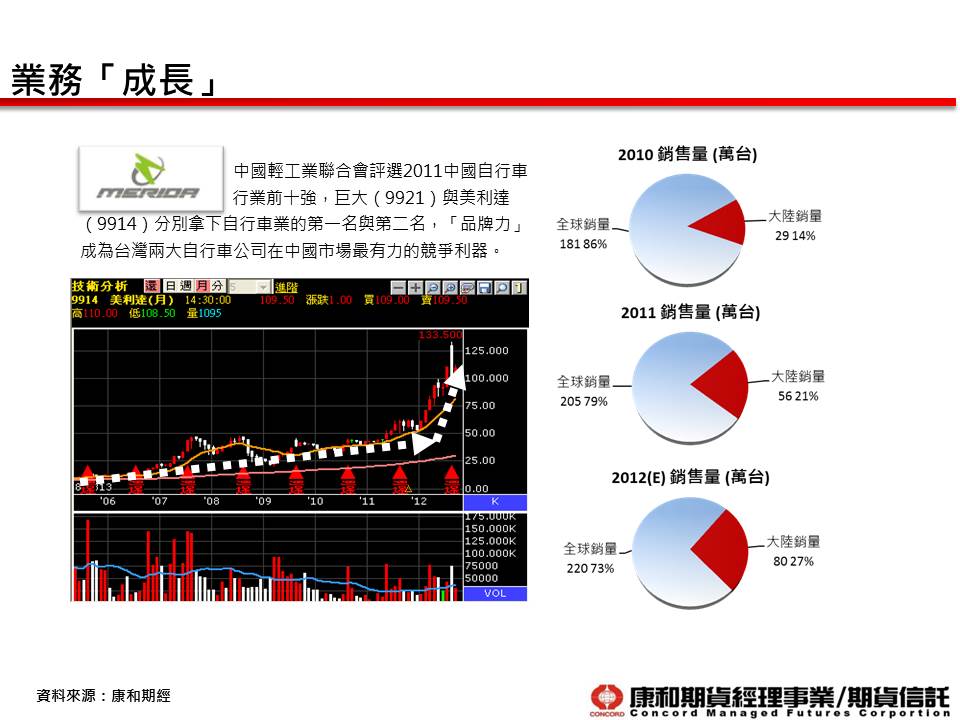 業務「成長」
MERIDA
中國輕工業聯合會評選2011中國自行車
行業前十強，巨大（9921）與美利達
（9914）分別拿下自行車業的第一名與第二名，「品牌力」
成為台灣兩大自行車公司在中國市場最有力的競爭利器。
技術分析 還 日 週 月 分 5 進階
9914 美利達(月) 14:30:00 109.50 漲跌1.00 買109.00 賣109.50
高110.00 低108.50 量1095
133.500
125.000
100.000
75.00
50.00
25.00
0.00
'06 '07 '08 '09 '10 '11 '12 K
175.000K
150.000K
125.000K
100.000K
75000
50000
VOL
2010 銷售量 (萬台)
全球銷量
181 86%
大陸銷量
29 14%
2011 銷售量 (萬台)
全球銷量
205 79%
大陸銷量
56 21%
2012(E) 銷售量 (萬台)
全球銷量
220 73%
大陸銷量
80 27%
資料來源：康和期經
CONCORD
康和期貨經理事業/期貨信託
Concord Managed Futures Corportion